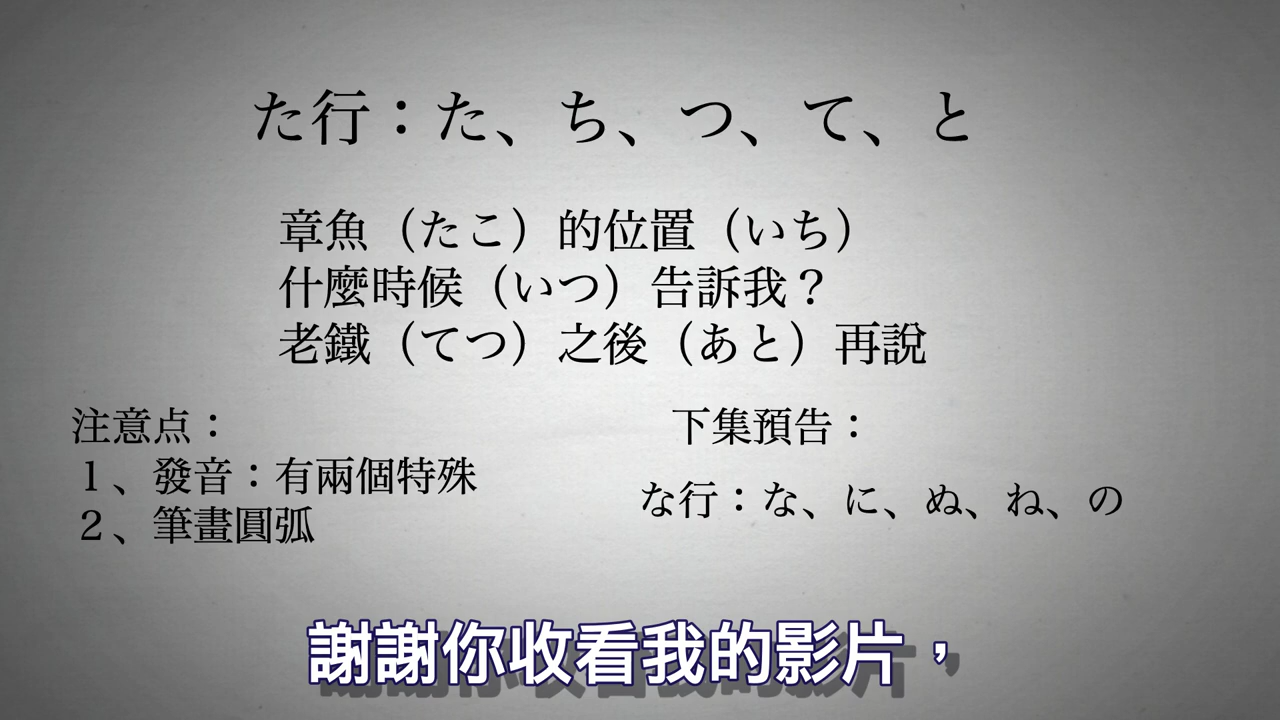 た行：た、ち、つ、て、と
章魚（たこ）的位置（いち）
什麼時候（いつ）告訴我？
老鐵（てつ）之後（あと）再說
注意点：
１、發音：有兩個特殊
２、筆畫圓弧
下集預告：
な行：な、に、ぬ、ね、の
謝謝你收看我的影片，